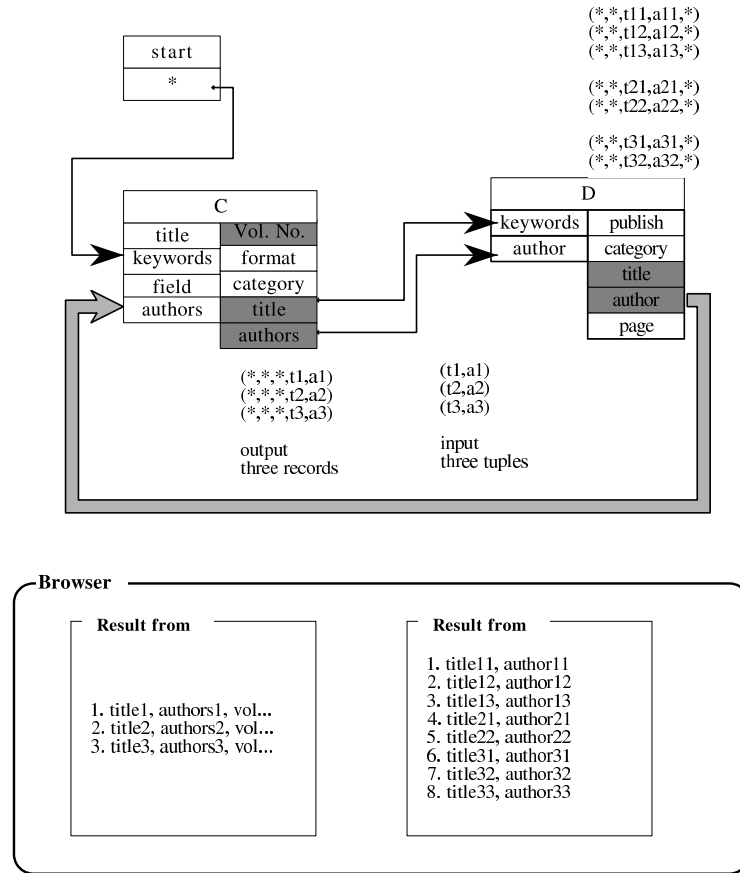 (*,*,t11,a11,*)
(*,*,t12,a12,*)
(*,*,t13,a13,*)
(*,*,t21,a21,*)
(*,*,t22,a22,*)
(*,*,t31,a31,*)
(*,*,t32,a32,*)
start
*
C
title
keywords
field
authors
Vol. No.
format
category
title
authors
D
keywords
author
publish
category
title
author
page
(*,*,*,t1,a1)
(*,*,*,t2,a2)
(*,*,*,t3,a3)
output
three records
(t1,a1)
(t2,a2)
(t3,a3)
input
three tuples
Browser
Result from
1. title1, authors1, vol...
2. title2, authors2, vol...
3. title3, authors3, vol...
Result from
1. title11, author11
2. title12, author12
3. title13, author13
4. title21, author21
5. title22, author22
6. title31, author31
7. title32, author32
8. title33, author33